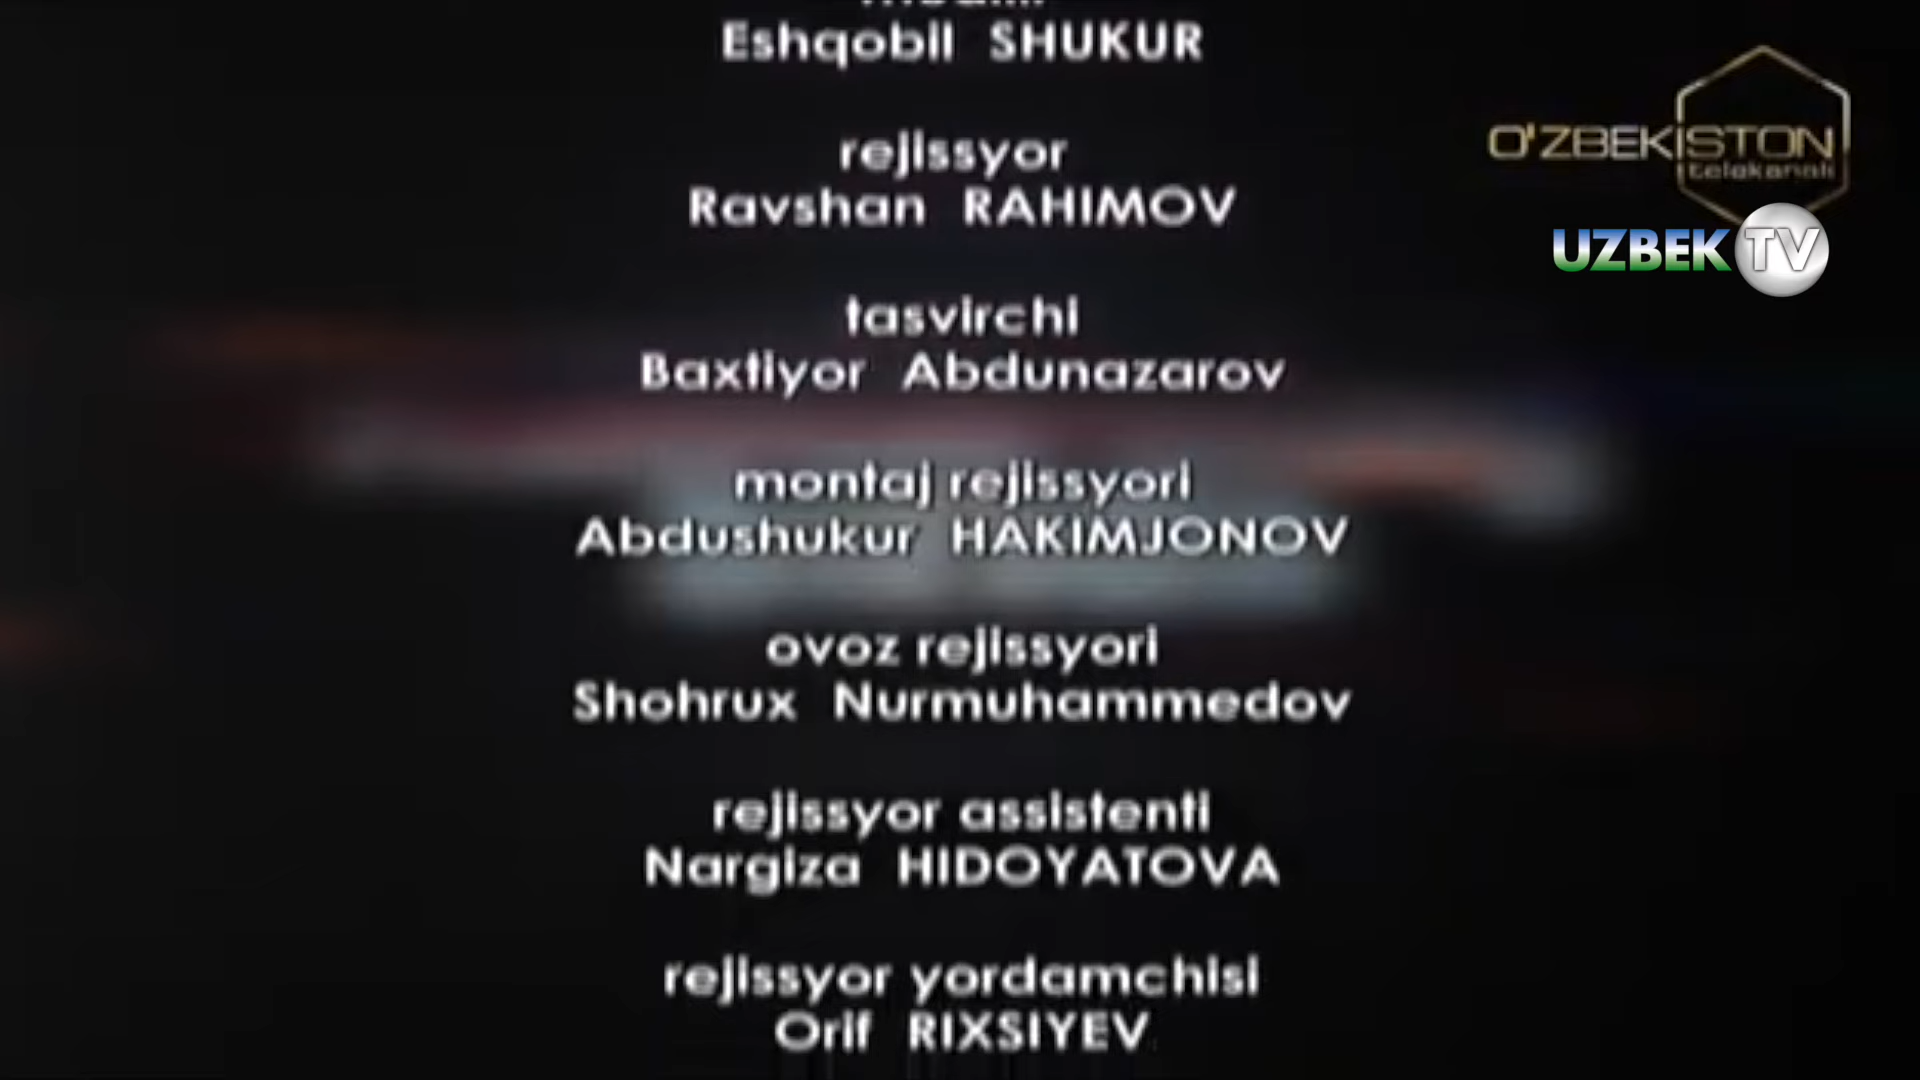 Eshqobil SHUKUR
rejissyor
Ravshan RAHIMOV
O'ZBEKISTON
telekanali
UZBEK TV
tasvirchi
Baxtiyor Abdunazarov
montaj rejissyori
Abdushukur HAKIMJONOV
ovoz rejissyori
Shohrux Nurmuhammedov
rejissyor assistenti
Nargiza HIDOYATOVA
rejissyor yordamchisi
Orif RIXSIYEV